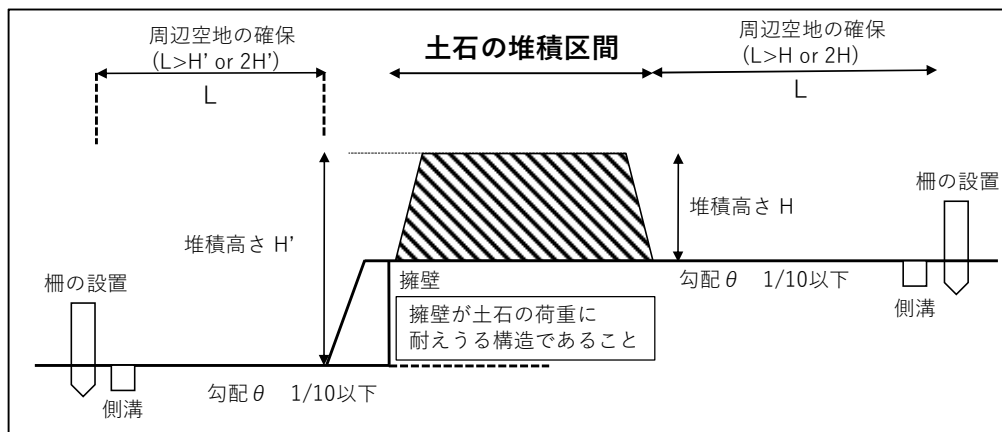 周辺空地の確保
(L>H’ or 2H’)
L
土石の堆積区間
周辺空地の確保
(L>H or 2H)
L
柵の設置
堆積高さ H
堆積高さ H’
柵の設置
擁壁
勾配θ 1/10以下
側溝
擁壁が土石の荷重に
耐えうる構造であること
勾配θ 1/10以下
側溝